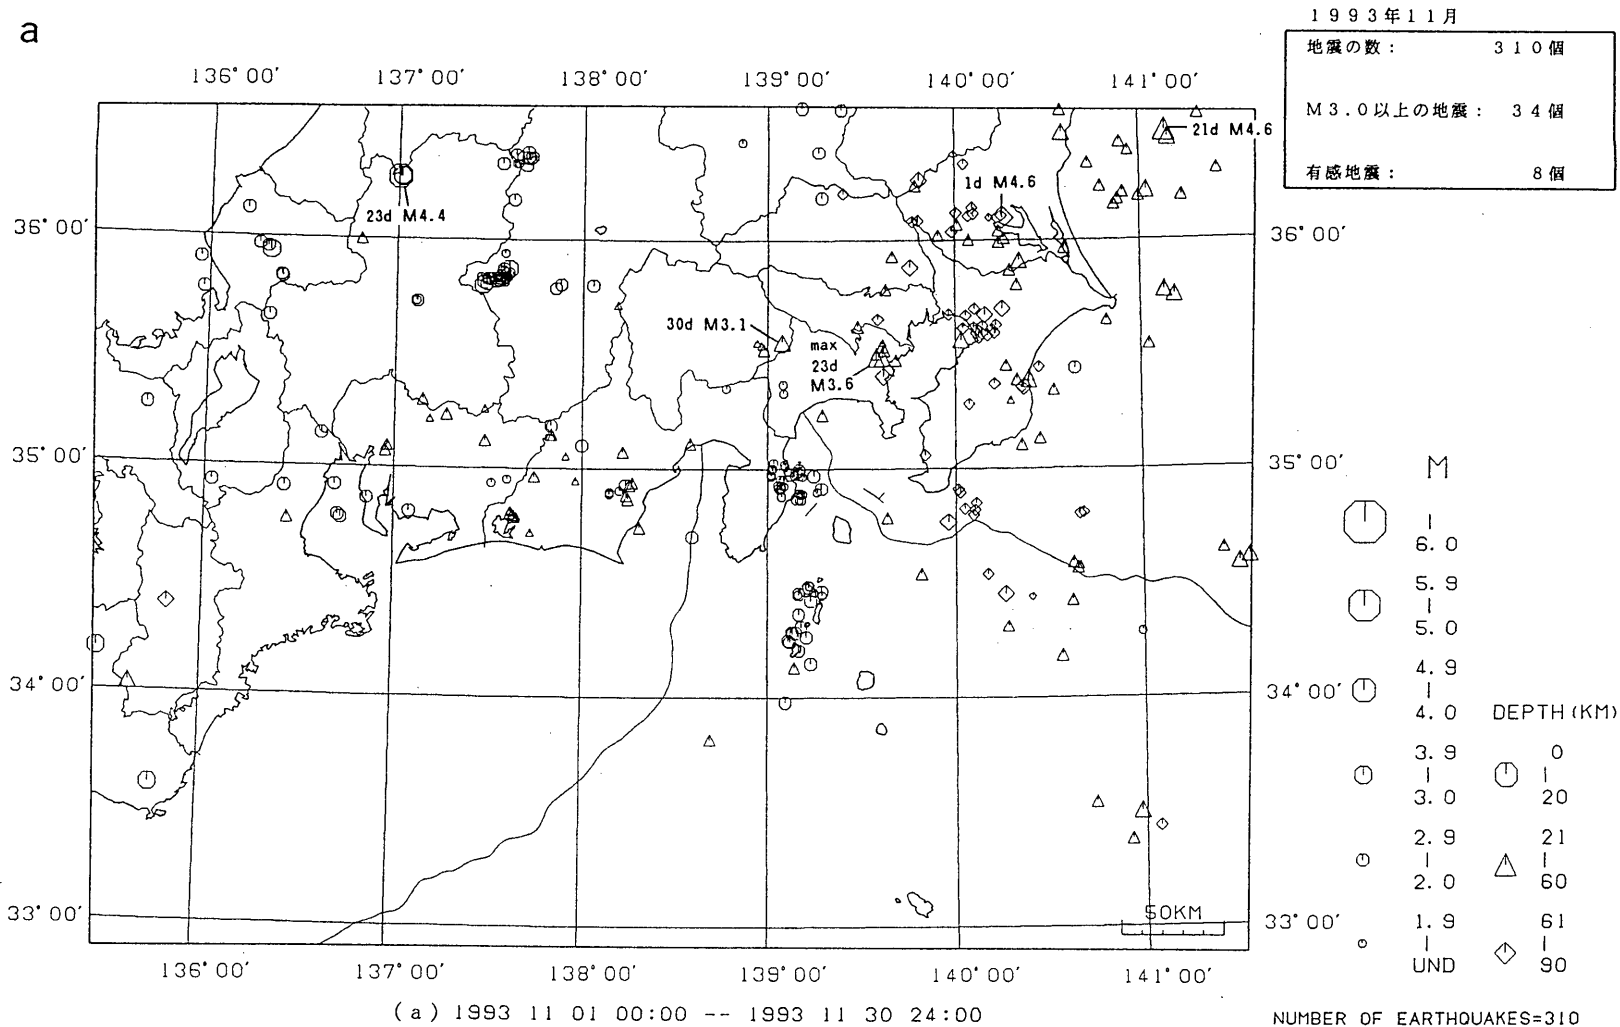 a
1993年11月
地震の数： 310個
M3.0以上の地震： 34個
有感地震： 8個
136°00′ 137°00′ 138°00′ 139°00′ 140°00′ 141°00′
21d M4.6
1d M4.6
23d M4.4
36°00′ 36°00′
30d M3.1
max
23d
M3.6
35°00′ 35°00′
34°00′ 34°00′
33°00′ 33°00′
50KM
136°00′ 137°00′ 138°00′ 139°00′ 140°00′ 141°00′
M
6.0
5.9
5.0
4.9
4.0
3.9
3.0
2.9
2.0
1.9
UND
DEPTH(KM)
0
20
21
60
61
90
(a) 1993 11 01 00:00 -- 1993 11 30 24:00
NUMBER OF EARTHQUAKES=310